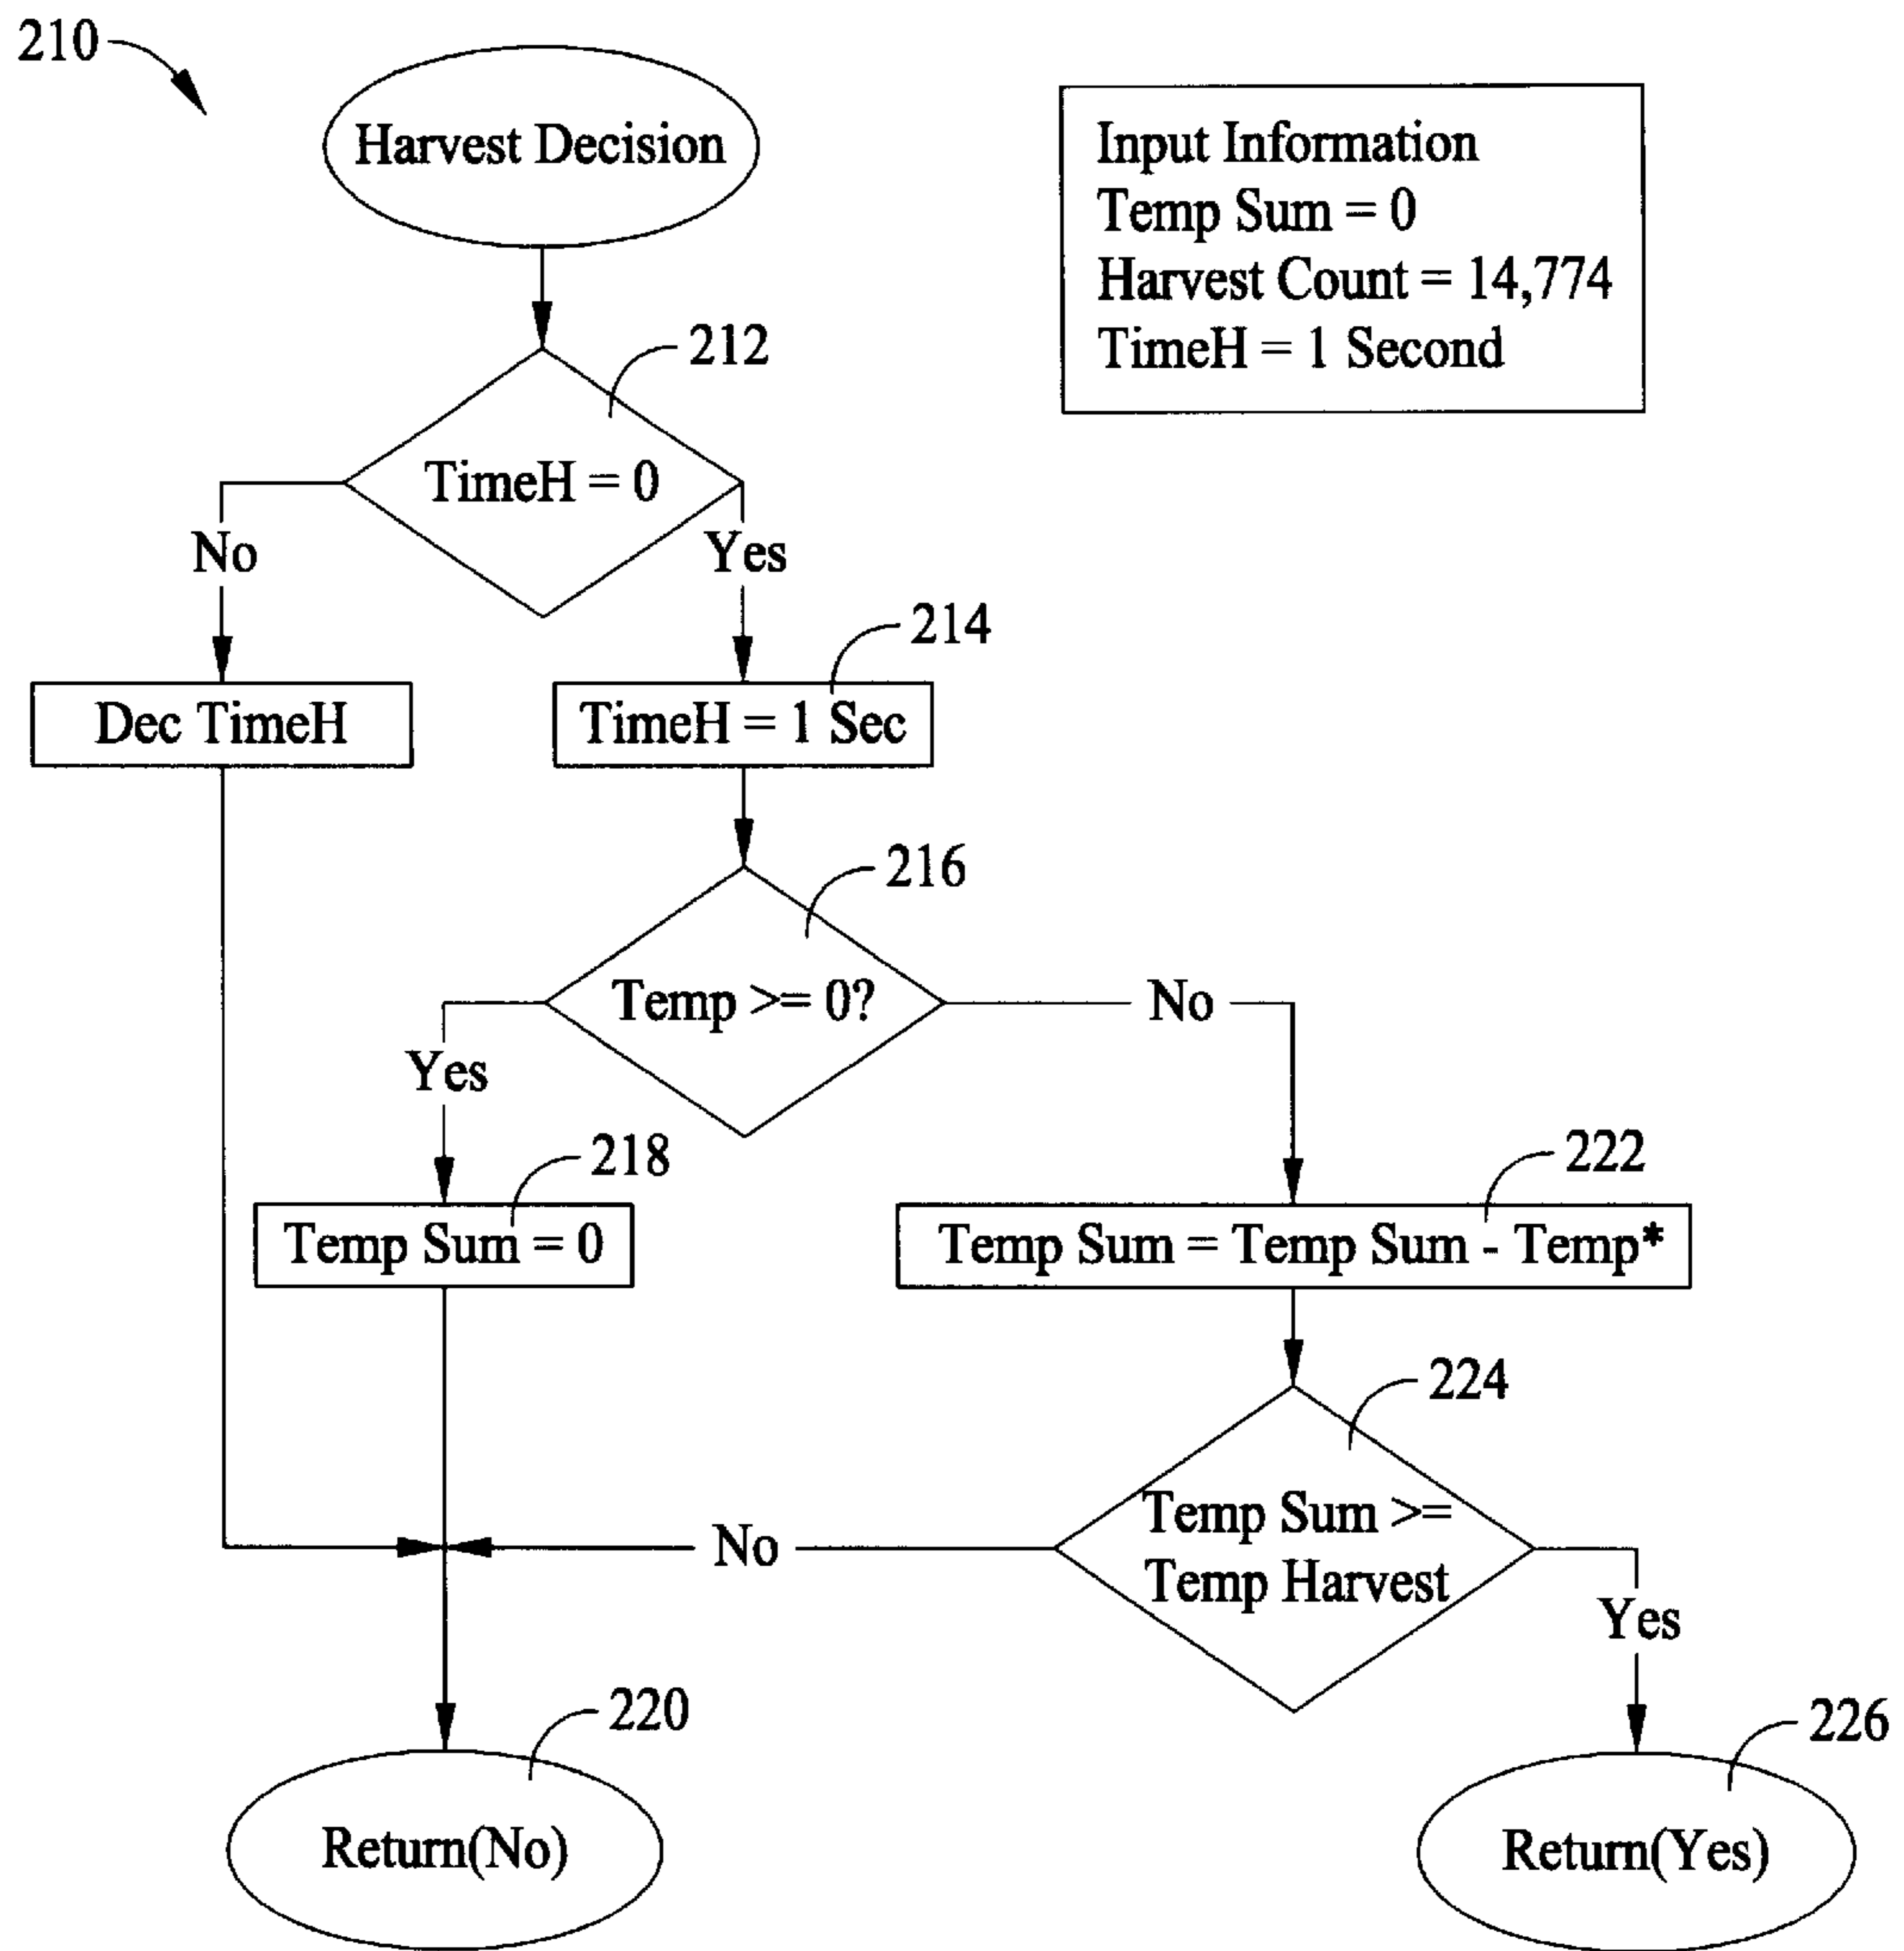 210
Harvest Decision
Input Information
Temp Sum = 0
Harvest Count = 14,774
TimeH = 1 Second
212
TimeH = 0
No
Yes
214
Dec TimeH
TimeH = 1 Sec
216
Temp >= 0?
No
Yes
218
222
Temp Sum = 0
Temp Sum = Temp Sum - Temp*
224
Temp Sum >=
Temp Harvest
No
Yes
220
226
Return(No)
Return(Yes)